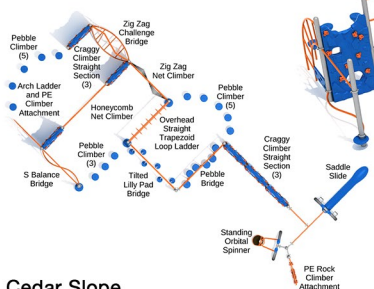 Pebble
Climber
(5)
Craggy
Climber
Straight
Section
(3)
Zig Zag
Challenge
Bridge
Zig Zag
Net Climber
Arch Ladder
and PE
Climber
Attachment
Honeycomb
Net Climber
Pebble
Climber
(5)
Overhead
Straight
Trapezoid
Loop Ladder
Pebble
Climber
(3)
S Balance
Bridge
Tilted
Lilly Pad
Bridge
Pebble
Bridge
Craggy
Climber
Straight
Section
(3)
Saddle
Slide
Standing
Orbital
Spinner
PE Rock
Climber
Attachment
Cedar Slope